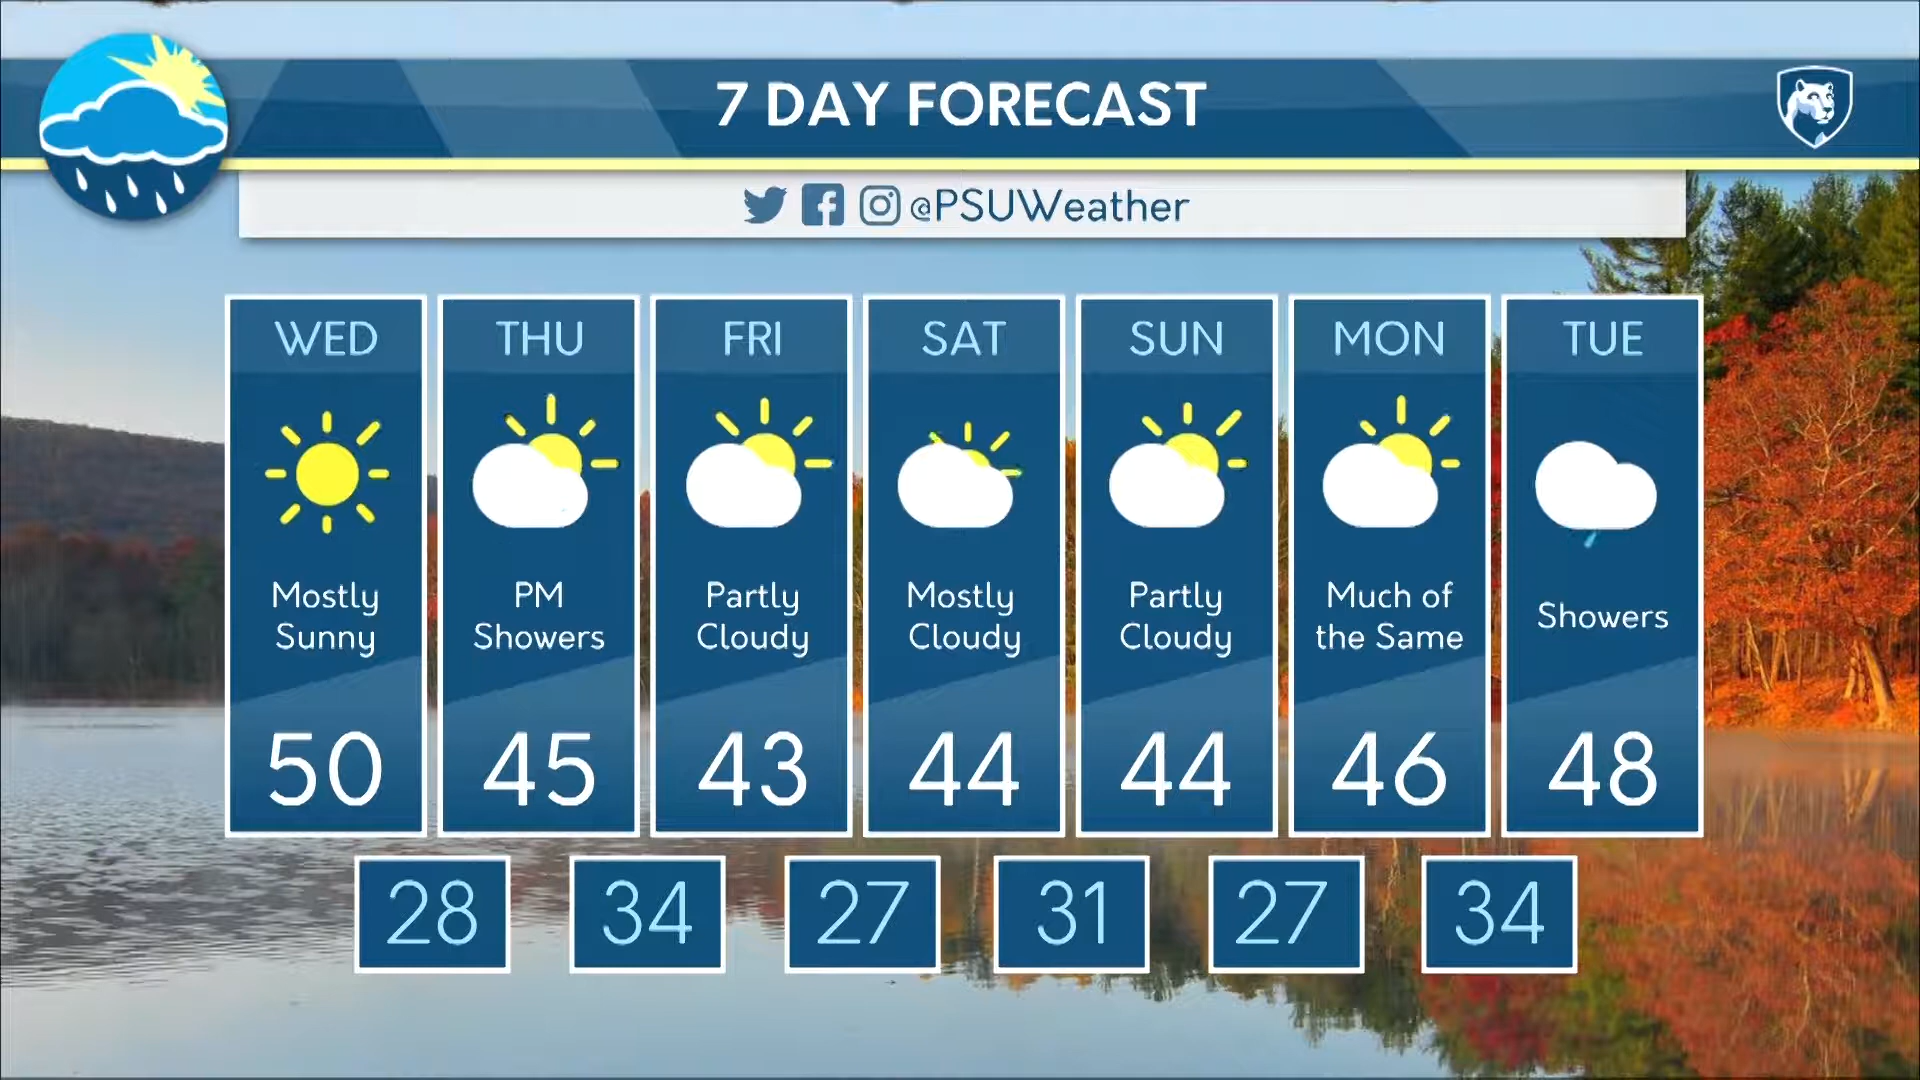 7 DAY FORECAST
@PSUWeather
WED
THU
FRI
SAT
SUN
MON
TUE
Mostly
Sunny
PM
Showers
Partly
Cloudy
Mostly
Cloudy
Partly
Cloudy
Much of
the Same
Showers
50
45
43
44
44
46
48
28
34
27
31
27
34